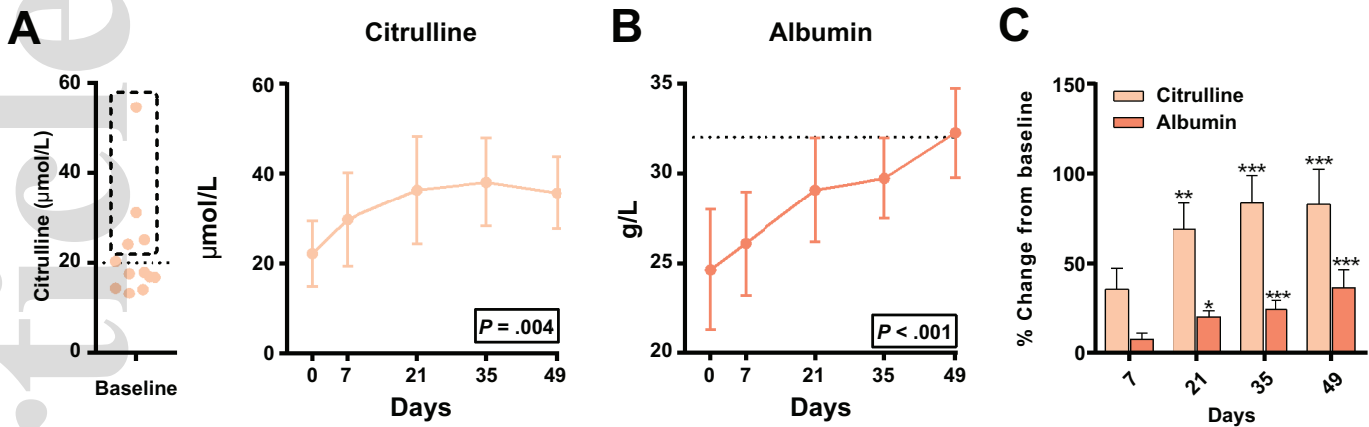 A
Citrulline
60
40
20
0
Citrulline (μmol/L)
Baseline
60
40
20
0
μmol/L
P = .004
0 7 21 35 49
Days
B
Albumin
35
30
25
20
g/L
P < .001
0 7 21 35 49
Days
C
150
100
50
0
% Change from baseline
Citrulline
Albumin
** *** ***
* *** ***
7 21 35 49
Days